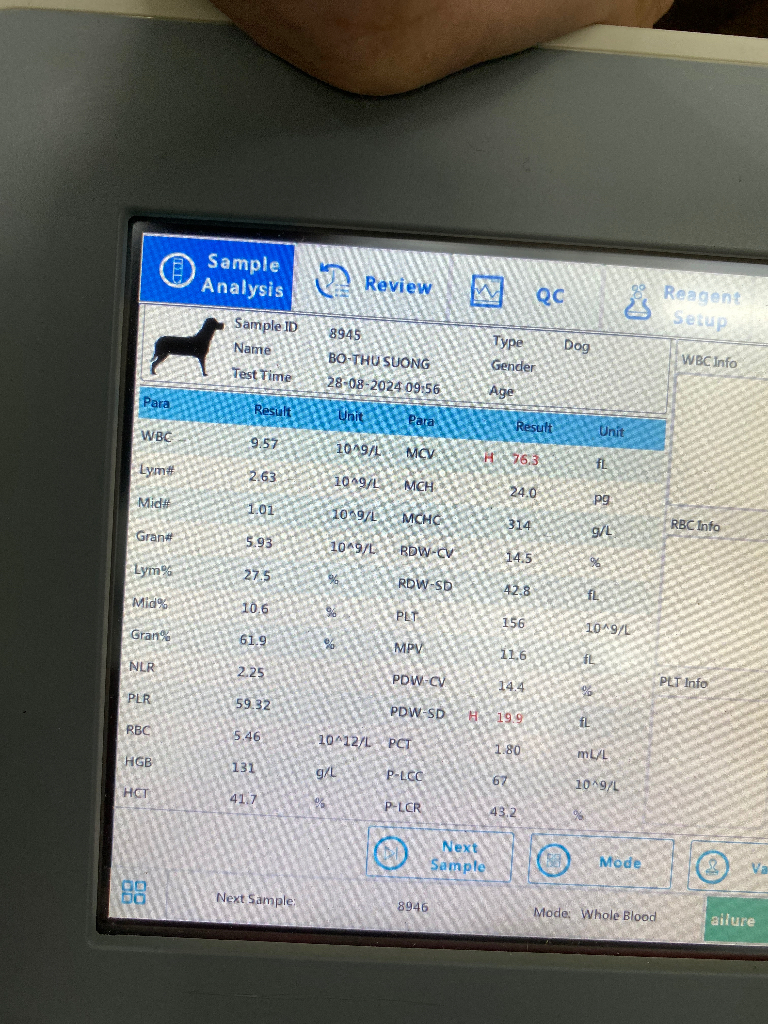 Sample Analysis
Review
QC
Reagent Setup
Sample ID 8945 Type Dog
Name BO-THU SUONG Gender
Test Time 28-08-2024 09:56 Age
WBC Info
Para Result Unit Para Result Unit
WBC 9.57 10^9/L MCV H 76.3 fL
Lym# 2.63 10^9/L MCH 24.0 pg
Mid# 1.01 10^9/L MCHC 314 g/L
RBC Info
Gran# 5.93 10^9/L RDW-CV 14.5 %
Lym% 27.5 % RDW-SD 42.8 fL
Mid% 10.6 % PLT 156 10^9/L
Gran% 61.9 % MPV 11.6 fL
NLR 2.25 PDW-CV 14.4 %
PLT Info
PLR 59.32 PDW-SD H 19.9 fL
RBC 5.46 10^12/L PCT 1.80 mL/L
HGB 131 g/L P-LCC 67 10^9/L
HCT 41.7 % P-LCR 43.2 %
Next Sample
Mode
Va
Next Sample: 8946 Mode: Whole Blood
ailure